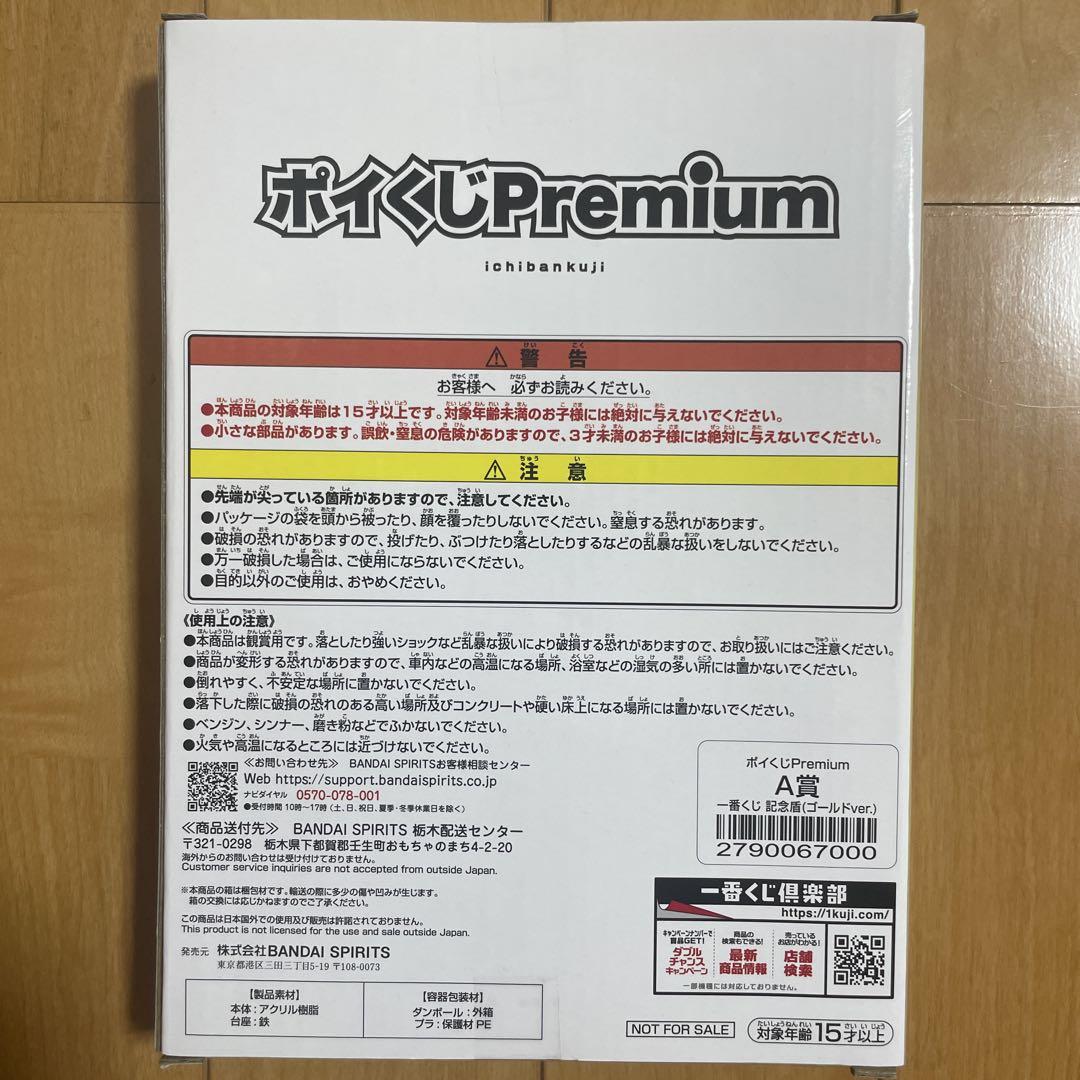 ポイくじPremium
ichibankuji
⚠ 警告
お客様へ 必ずお読みください。
●本商品の対象年齢は15才以上です。対象年齢未満のお子様には絶対に与えないでください。
●小さな部品があります。誤飲・窒息の危険がありますので、3才未満のお子様には絶対に与えないでください。
⚠ 注意
●先端が尖っている箇所がありますので、注意してください。
●パッケージの袋を頭から被ったり、顔を覆ったりしないでください。窒息する恐れがあります。
●破損の恐れがありますので、投げたり、ぶつけたり落としたりするなどの乱暴な扱いをしないでください。
●万一破損した場合は、ご使用にならないでください。
●目的以外のご使用は、おやめください。
《使用上の注意》
●本商品は観賞用です。落としたり強いショックなど乱暴な扱いにより破損する恐れがありますので、お取り扱いにはご注意ください。
●商品が変形する恐れがありますので、車内などの高温になる場所、浴室などの湿気の多い所には置かないでください。
●倒れやすく、不安定な場所に置かないでください。
●落下した際に破損の恐れのある高い場所及びコンクリートや硬い床上になる場所には置かないでください。
●ベンジン、シンナー、磨き粉などでふかないでください。
●火気や高温になるところには近づけないでください。
≪お問い合わせ先≫ BANDAI SPIRITSお客様相談センター
Web https://support.bandaispirits.co.jp
ナビダイヤル 0570-078-001
●受付時間 10時〜17時 (土、日、祝日、夏季・冬季休業日を除く)
≪商品送付先≫ BANDAI SPIRITS 栃木配送センター
〒321-0298 栃木県下都賀郡壬生町おもちゃのまち4-2-20
海外からのお問い合わせは受け付けておりません。
Customer service inquiries are not accepted from outside Japan.
※本商品の箱は梱包材です。輸送の際に多少の傷や凹みが生じます。
箱の交換には応じかねますのでご了承ください。
この商品は日本国外での使用及び販売は許諾されておりません。
This product is not licensed for the use and sale outside Japan.
発売元 株式会社BANDAI SPIRITS
東京都港区三田三丁目5-19 〒108-0073
【製品素材】
本体:アクリル樹脂
台座:鉄
【容器包装材】
ダンボール:外箱
プラ:保護材 PE
ポイくじPremium
A賞
一番くじ 記念盾(ゴールドver.)
2790067000
一番くじ倶楽部
https://1kuji.com/
キャンペーンナンバーで
賞品GET!
ダブル
チャンス
キャンペーン
商品の
検索もできる!
最新
商品情報
売っている
お店がわかる!
店舗
検索
一部機種には対応しておりません。
NOT FOR SALE
対象年齢15才以上